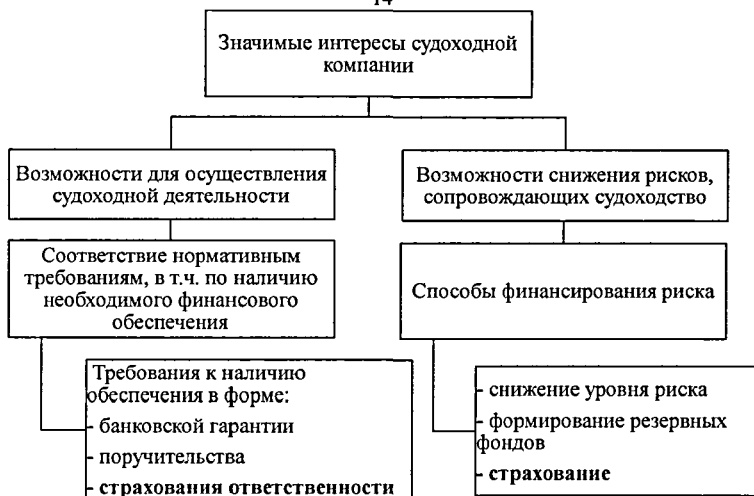 14
Значимые интересы судоходной
компании
Возможности для осуществления
судоходной деятельности
Возможности снижения рисков,
сопровождающих судоходство
Соответствие нормативным
требованиям, в т.ч. по наличию
необходимого финансового
обеспечения
Способы финансирования риска
Требования к наличию
обеспечения в форме:
- банковской гарантии
- поручительства
- страхования ответственности
- снижение уровня риска
- формирование резервных
фондов
- страхование